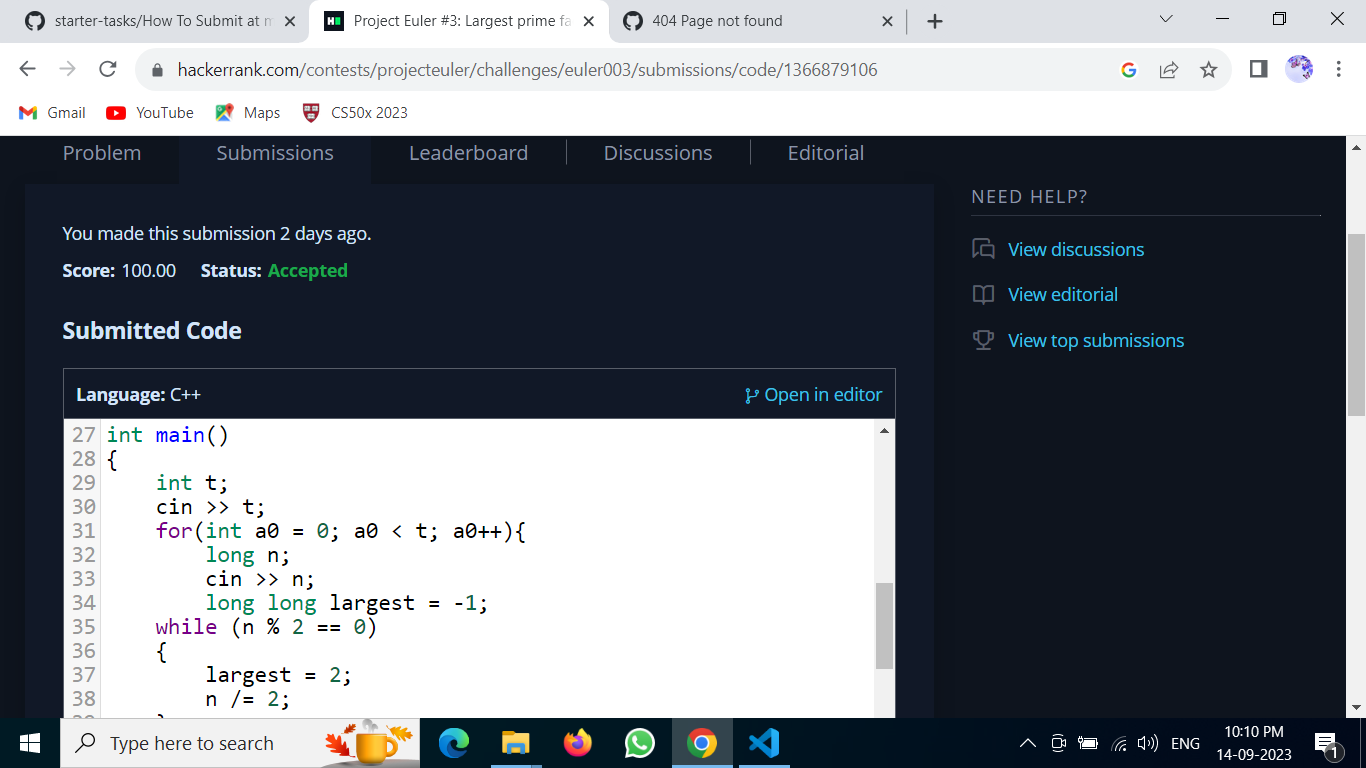 starter-tasks/How To Submit at m
Project Euler #3: Largest prime fa
404 Page not found
hackerrank.com/contests/projecteuler/challenges/euler003/submissions/code/1366879106
Gmail
YouTube
Maps
CS50x 2023
Problem
Submissions
Leaderboard
Discussions
Editorial
NEED HELP?
You made this submission 2 days ago.
View discussions
Score: 100.00 Status: Accepted
View editorial
Submitted Code
View top submissions
Language: C++
Open in editor
27 int main()
28 {
29 int t;
30 cin >> t;
31 for(int a0 = 0; a0 < t; a0++){
32 long n;
33 cin >> n;
34 long long largest = -1;
35 while (n % 2 == 0)
36 {
37 largest = 2;
38 n /= 2;
Type here to search
ENG
10:10 PM
14-09-2023
1